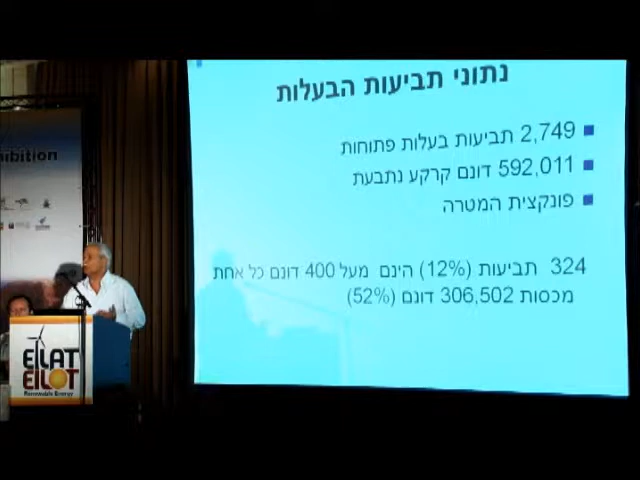 נתוני תביעות הבעלות
2,749 תביעות בעלות פתוחות
592,011 דונם קרקע נתבעת
פונקצית המטרה
324 תביעות (12%) הינם מעל 400 דונם כל אחת
מכסות 306,502 דונם (52%)
hibition
EILAT
EILOT
Renewable Energy